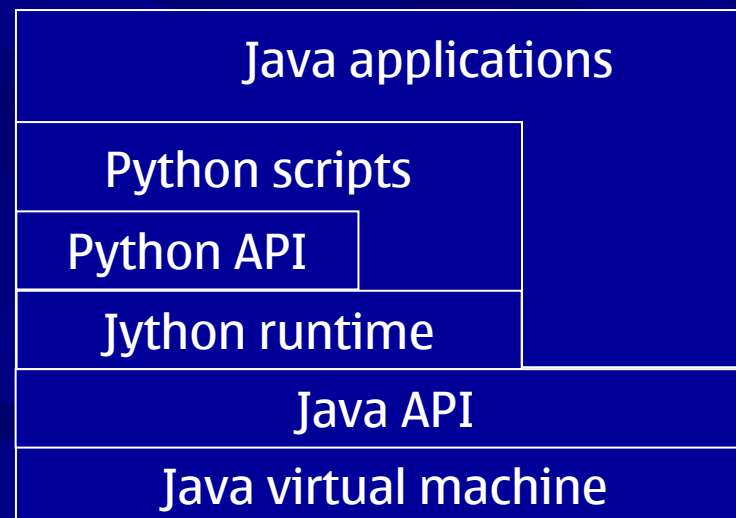 Java applications
Python scripts
Python API
Jython runtime
Java API
Java virtual machine